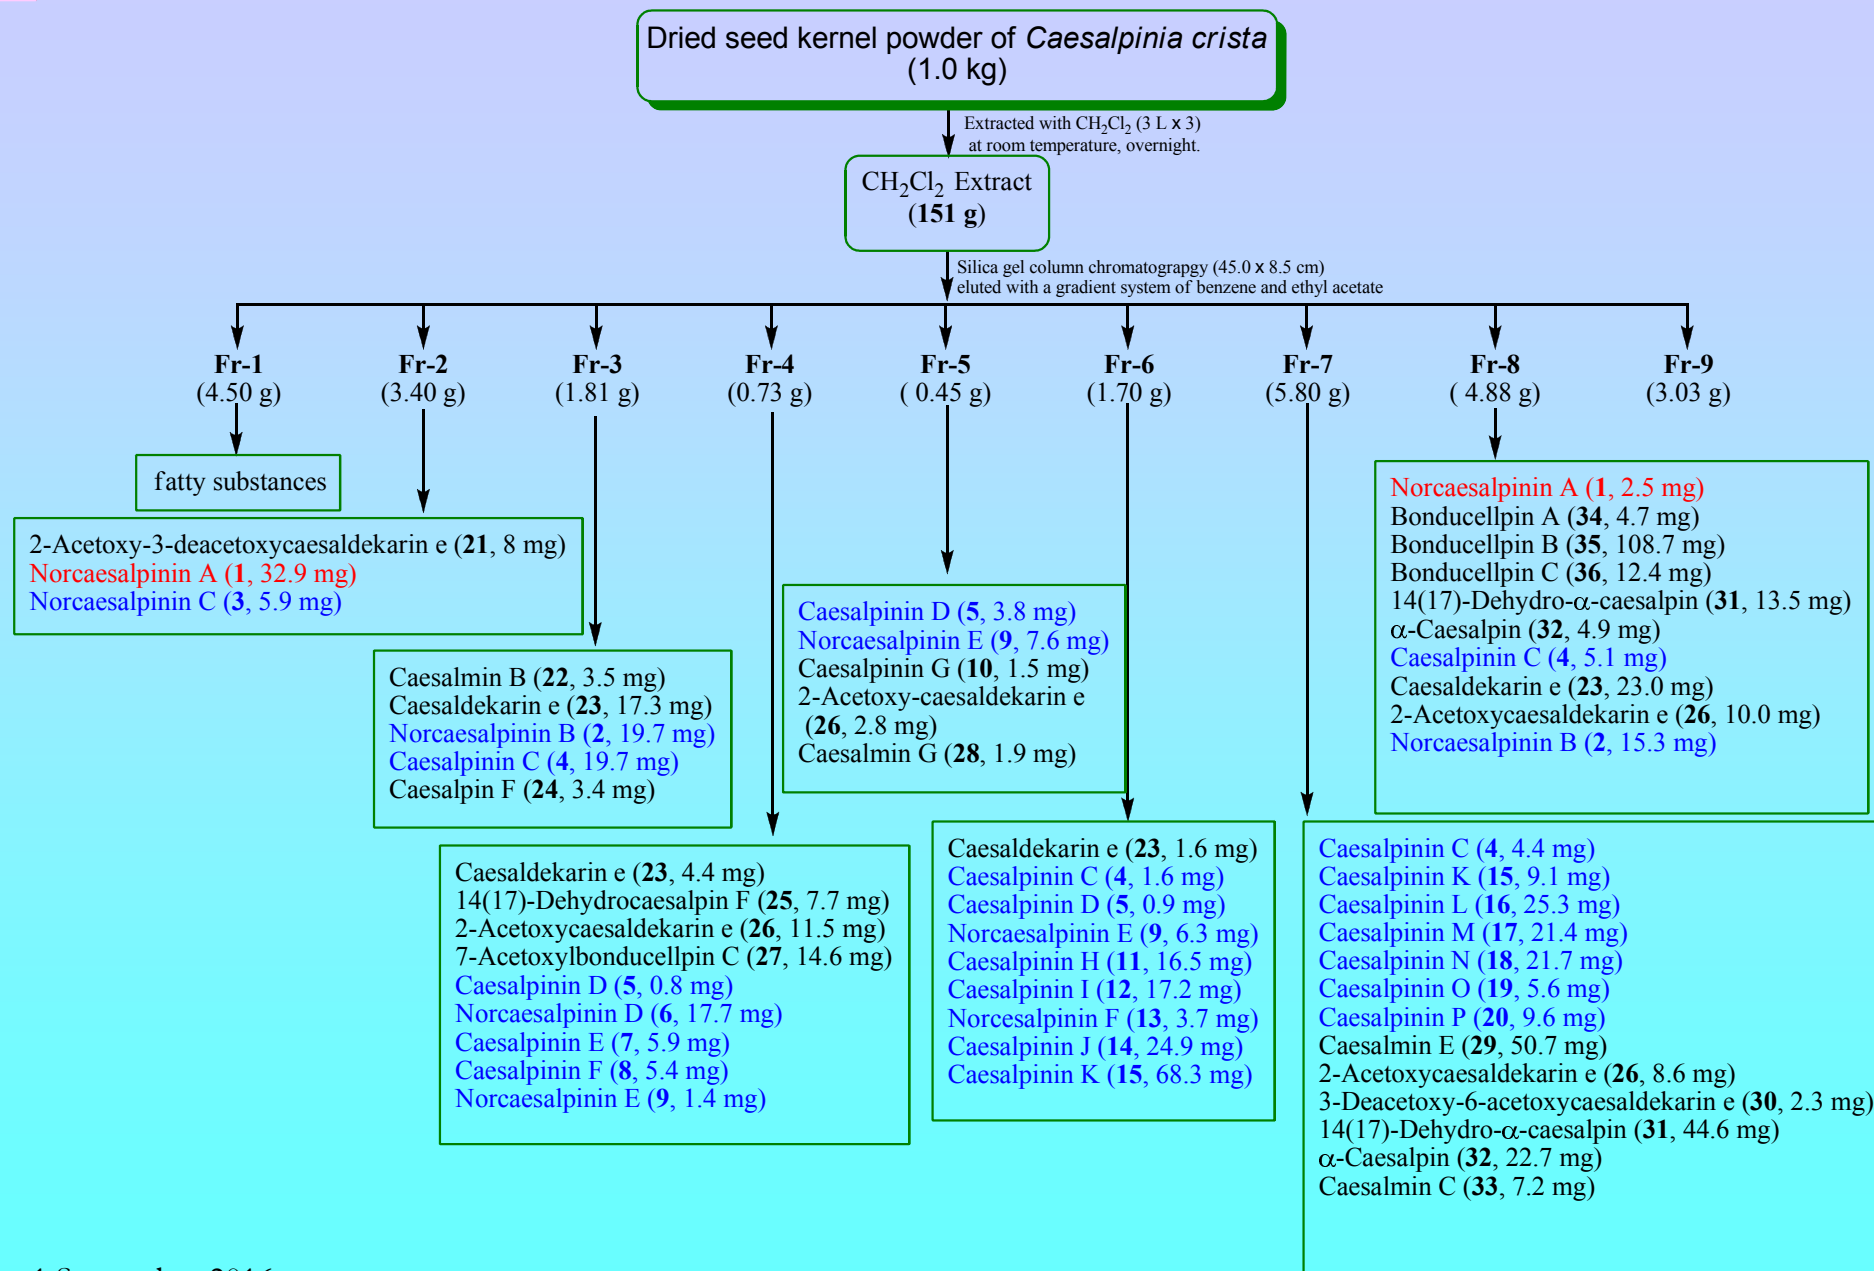 Dried seed kernel powder of Caesalpinia crista
(1.0 kg)
Extracted with CH2Cl2 (3 L x 3)
at room temperature, overnight.
CH2Cl2 Extract
(151 g)
Silica gel column chromatograpgy (45.0 x 8.5 cm)
eluted with a gradient system of benzene and ethyl acetate
Fr-1
(4.50 g)
Fr-2
(3.40 g)
Fr-3
(1.81 g)
Fr-4
(0.73 g)
Fr-5
( 0.45 g)
Fr-6
(1.70 g)
Fr-7
(5.80 g)
Fr-8
( 4.88 g)
Fr-9
(3.03 g)
fatty substances
2-Acetoxy-3-deacetoxycaesaldekarin e (21, 8 mg)
Norcaesalpinin A (1, 32.9 mg)
Norcaesalpinin C (3, 5.9 mg)
Caesalmin B (22, 3.5 mg)
Caesaldekarin e (23, 17.3 mg)
Norcaesalpinin B (2, 19.7 mg)
Caesalpinin C (4, 19.7 mg)
Caesalpin F (24, 3.4 mg)
Caesaldekarin e (23, 4.4 mg)
14(17)-Dehydrocaesalpin F (25, 7.7 mg)
2-Acetoxycaesaldekarin e (26, 11.5 mg)
7-Acetoxylbonducellpin C (27, 14.6 mg)
Caesalpinin D (5, 0.8 mg)
Norcaesalpinin D (6, 17.7 mg)
Caesalpinin E (7, 5.9 mg)
Caesalpinin F (8, 5.4 mg)
Norcaesalpinin E (9, 1.4 mg)
Caesalpinin D (5, 3.8 mg)
Norcaesalpinin E (9, 7.6 mg)
Caesalpinin G (10, 1.5 mg)
2-Acetoxy-caesaldekarin e
(26, 2.8 mg)
Caesalmin G (28, 1.9 mg)
Caesaldekarin e (23, 1.6 mg)
Caesalpinin C (4, 1.6 mg)
Caesalpinin D (5, 0.9 mg)
Norcaesalpinin E (9, 6.3 mg)
Caesalpinin H (11, 16.5 mg)
Caesalpinin I (12, 17.2 mg)
Norcesalpinin F (13, 3.7 mg)
Caesalpinin J (14, 24.9 mg)
Caesalpinin K (15, 68.3 mg)
Caesalpinin C (4, 4.4 mg)
Caesalpinin K (15, 9.1 mg)
Caesalpinin L (16, 25.3 mg)
Caesalpinin M (17, 21.4 mg)
Caesalpinin N (18, 21.7 mg)
Caesalpinin O (19, 5.6 mg)
Caesalpinin P (20, 9.6 mg)
Caesalmin E (29, 50.7 mg)
2-Acetoxycaesaldekarin e (26, 8.6 mg)
3-Deacetoxy-6-acetoxycaesaldekarin e (30, 2.3 mg)
14(17)-Dehydro-α-caesalpin (31, 44.6 mg)
α-Caesalpin (32, 22.7 mg)
Caesalmin C (33, 7.2 mg)
Norcaesalpinin A (1, 2.5 mg)
Bonducellpin A (34, 4.7 mg)
Bonducellpin B (35, 108.7 mg)
Bonducellpin C (36, 12.4 mg)
14(17)-Dehydro-α-caesalpin (31, 13.5 mg)
α-Caesalpin (32, 4.9 mg)
Caesalpinin C (4, 5.1 mg)
Caesaldekarin e (23, 23.0 mg)
2-Acetoxycaesaldekarin e (26, 10.0 mg)
Norcaesalpinin B (2, 15.3 mg)